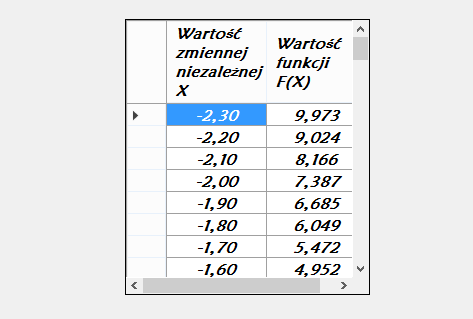 Wartość
zmiennej
niezależnej
X
Wartość
funkcji
F(X)
-2,30 9,973
-2,20 9,024
-2,10 8,166
-2,00 7,387
-1,90 6,685
-1,80 6,049
-1,70 5,472
-1,60 4,952